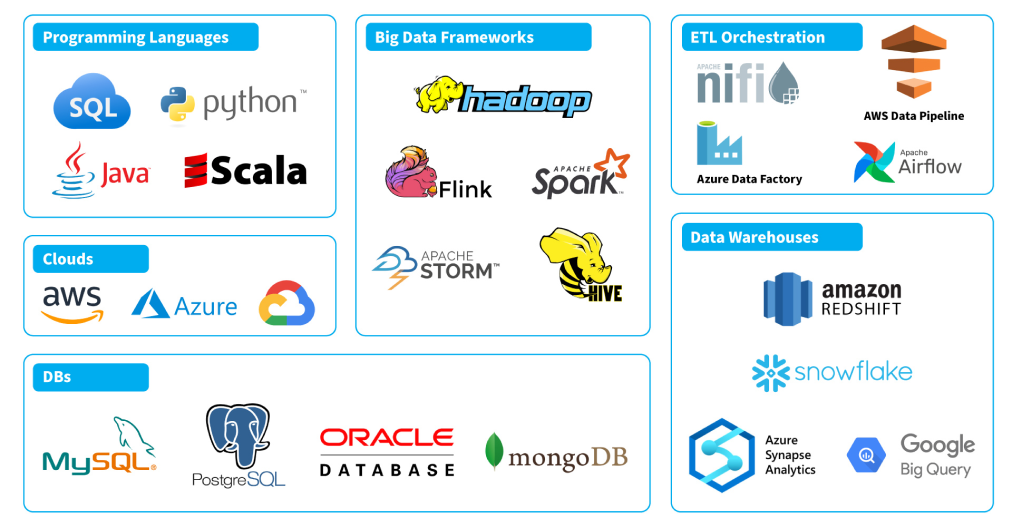 Programming Languages
SQL
python™
Java™
Scala
Clouds
aws
Azure
Big Data Frameworks
hadoop
Flink
APACHE
Spark™
APACHE
STORM™
HIVE
ETL Orchestration
APACHE
nifi
AWS Data Pipeline
Azure Data Factory
Apache
Airflow
Data Warehouses
amazon
REDSHIFT
snowflake
Azure
Synapse
Analytics
Google
Big Query
DBs
MySQL®
PostgreSQL
ORACLE
DATABASE
mongoDB